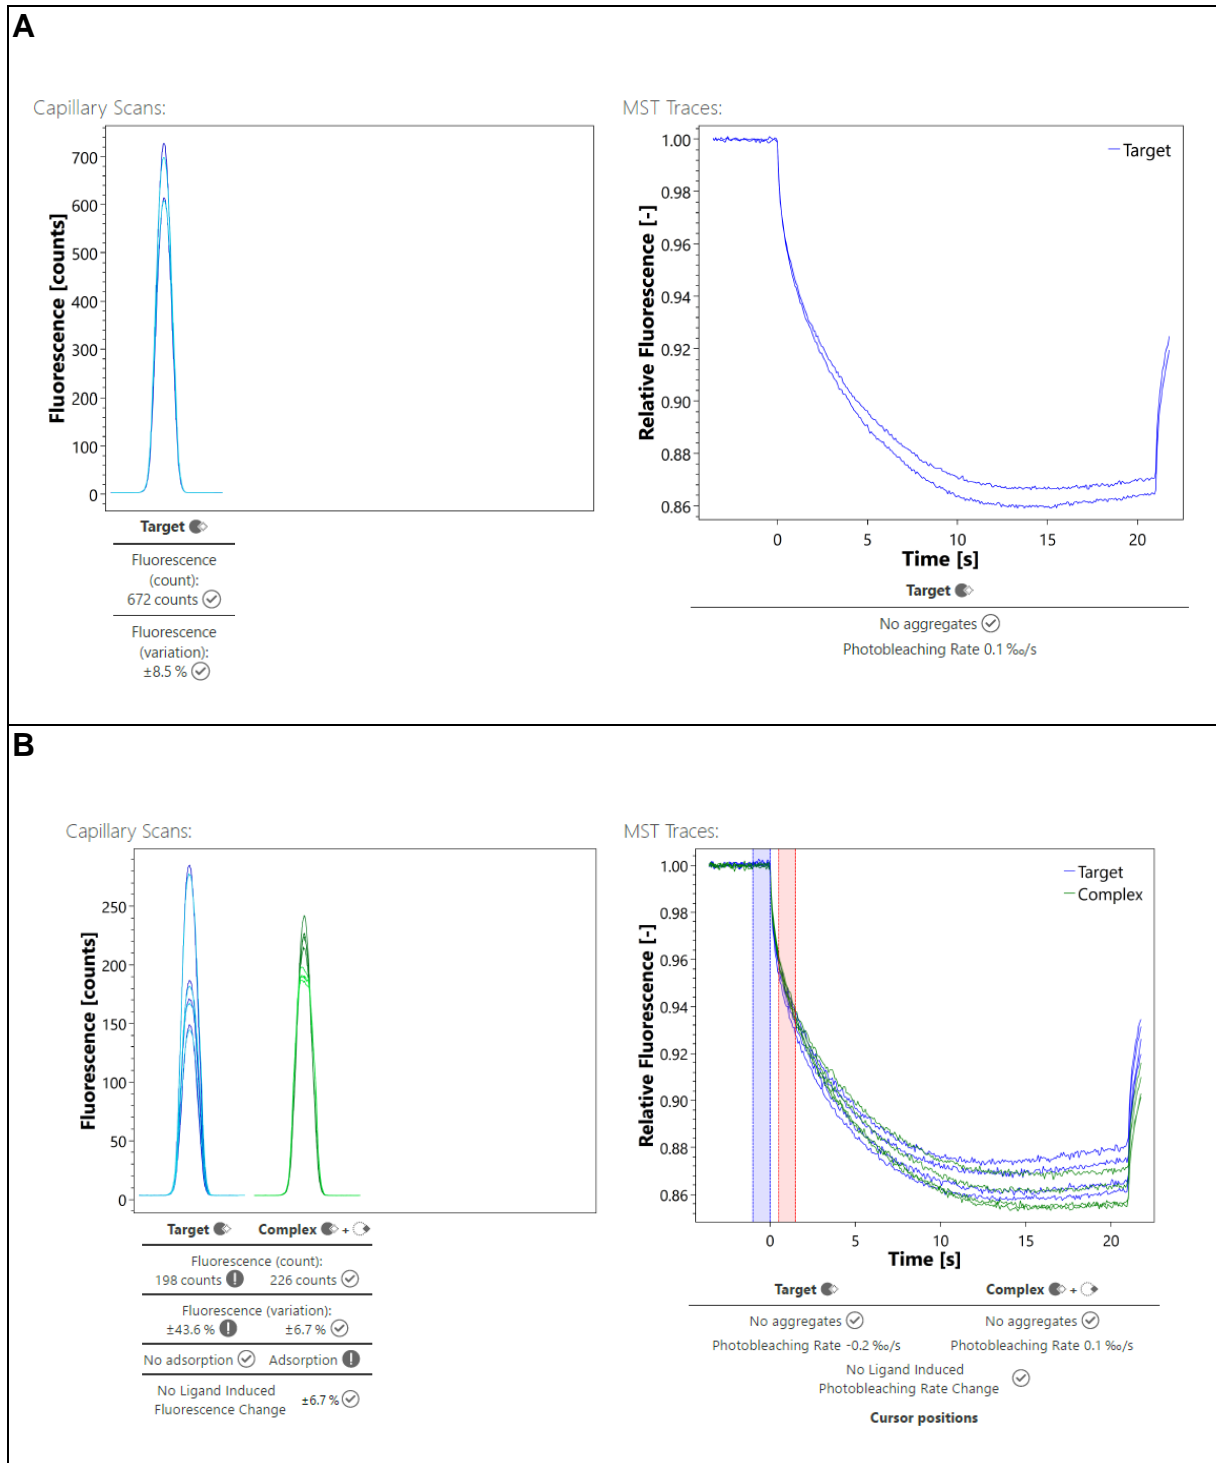 A
Capillary Scans:
Fluorescence [counts]
700
600
500
400
300
200
100
0
Target
Fluorescence
(count):
672 counts
Fluorescence
(variation):
±8.5 %
MST Traces:
Relative Fluorescence [-]
1.00
0.98
0.96
0.94
0.92
0.90
0.88
0.86
Target
0 5 10 15 20
Time [s]
Target
No aggregates
Photobleaching Rate 0.1 ‰/s
B
Capillary Scans:
Fluorescence [counts]
250
200
150
100
50
0
Target Complex +
Fluorescence (count):
198 counts 226 counts
Fluorescence (variation):
±43.6 % ±6.7 %
No adsorption Adsorption
No Ligand Induced
Fluorescence Change ±6.7 %
MST Traces:
Relative Fluorescence [-]
1.00
0.98
0.96
0.94
0.92
0.90
0.88
0.86
Target
Complex
0 5 10 15 20
Time [s]
Target Complex +
No aggregates No aggregates
Photobleaching Rate -0.2 ‰/s Photobleaching Rate 0.1 ‰/s
No Ligand Induced
Photobleaching Rate Change
Cursor positions